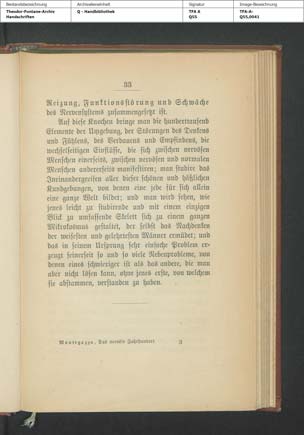 Bestandsbezeichnung
Theodor-Fontane-Archiv
Handschriften
Archivalieneinheit
Q - Handbibliothek
Signatur
TFA A
Q55
Image-Bezeichnung
TFA-A-
Q55,0041
33
Reizung, Funktionsstörung und Schwäche
des Nervensystems zusammengesetzt ist.
Auf diese Knochen bringe man die hunderttausend
Elemente der Umgebung, der Störungen des Denkens
und Fühlens, des Verdauens und Empfindens, die
wechselseitigen Einflüsse, die sich zwischen nervösen
Menschen einerseits, zwischen nervösen und normalen
Menschen andererseits manifestiren; man studire das
Ineinandergreifen aller dieser schönen und häßlichen
Kundgebungen, von denen eine jede für sich allein
eine ganze Welt bildet; und man wird sehen, wie
jenes leicht zu studirende und mit einem einzigen
Blick zu umfassende Skelett sich zu einem ganzen
Mikrokosmus gestaltet, der selbst das Nachdenken
der weisesten und gelehrtesten Männer ermüdet; und
das in seinem Ursprung sehr einfache Problem er-
zeugt seinerseits so und so viele Nebenprobleme, von
denen eines schwieriger ist als das andere, die man
aber nicht lösen kann, ohne jenes erste, von welchem
sie abstammen, verstanden zu haben.
Mantegazza, Das nervöse Jahrhundert
3